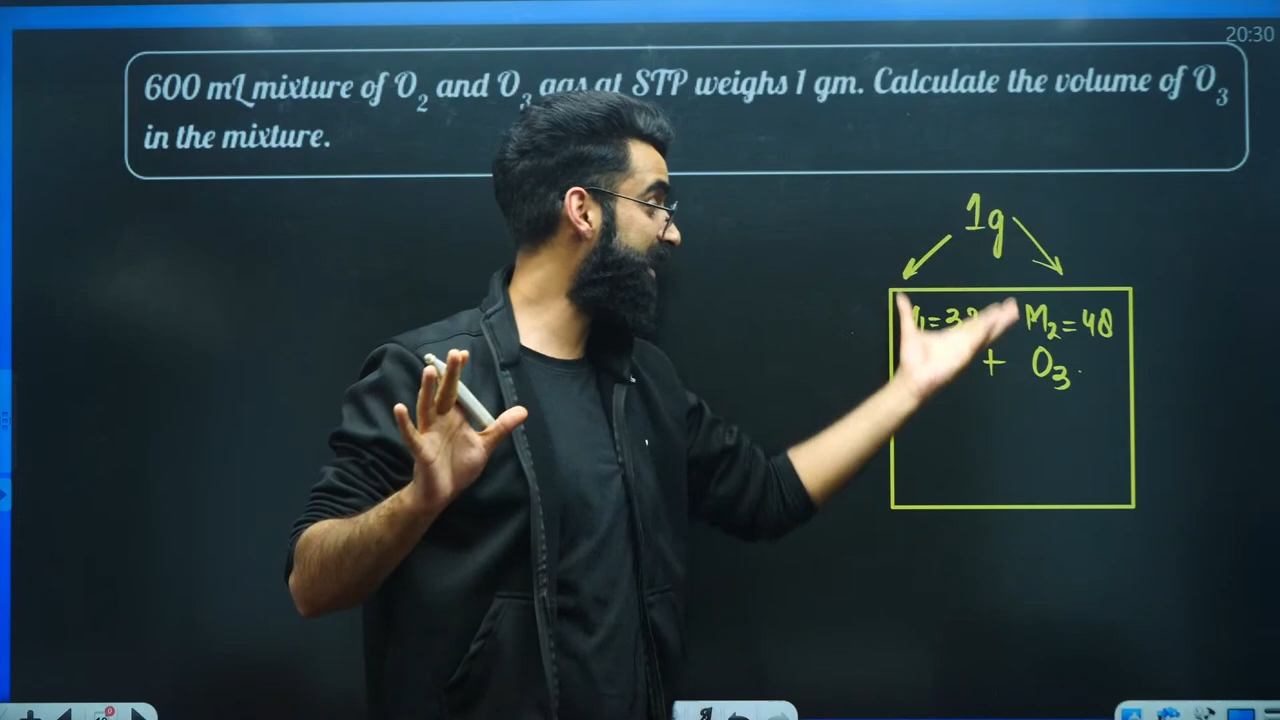 20:30
600 mL mixture of O₂ and O₃ gas at STP weighs 1 gm. Calculate the volume of O₃
in the mixture.
1g
M₂=48
+ O₃